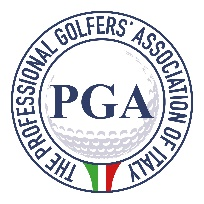 THE PROFESSIONAL GOLFERS' ASSOCIATION OF ITALY
PGA